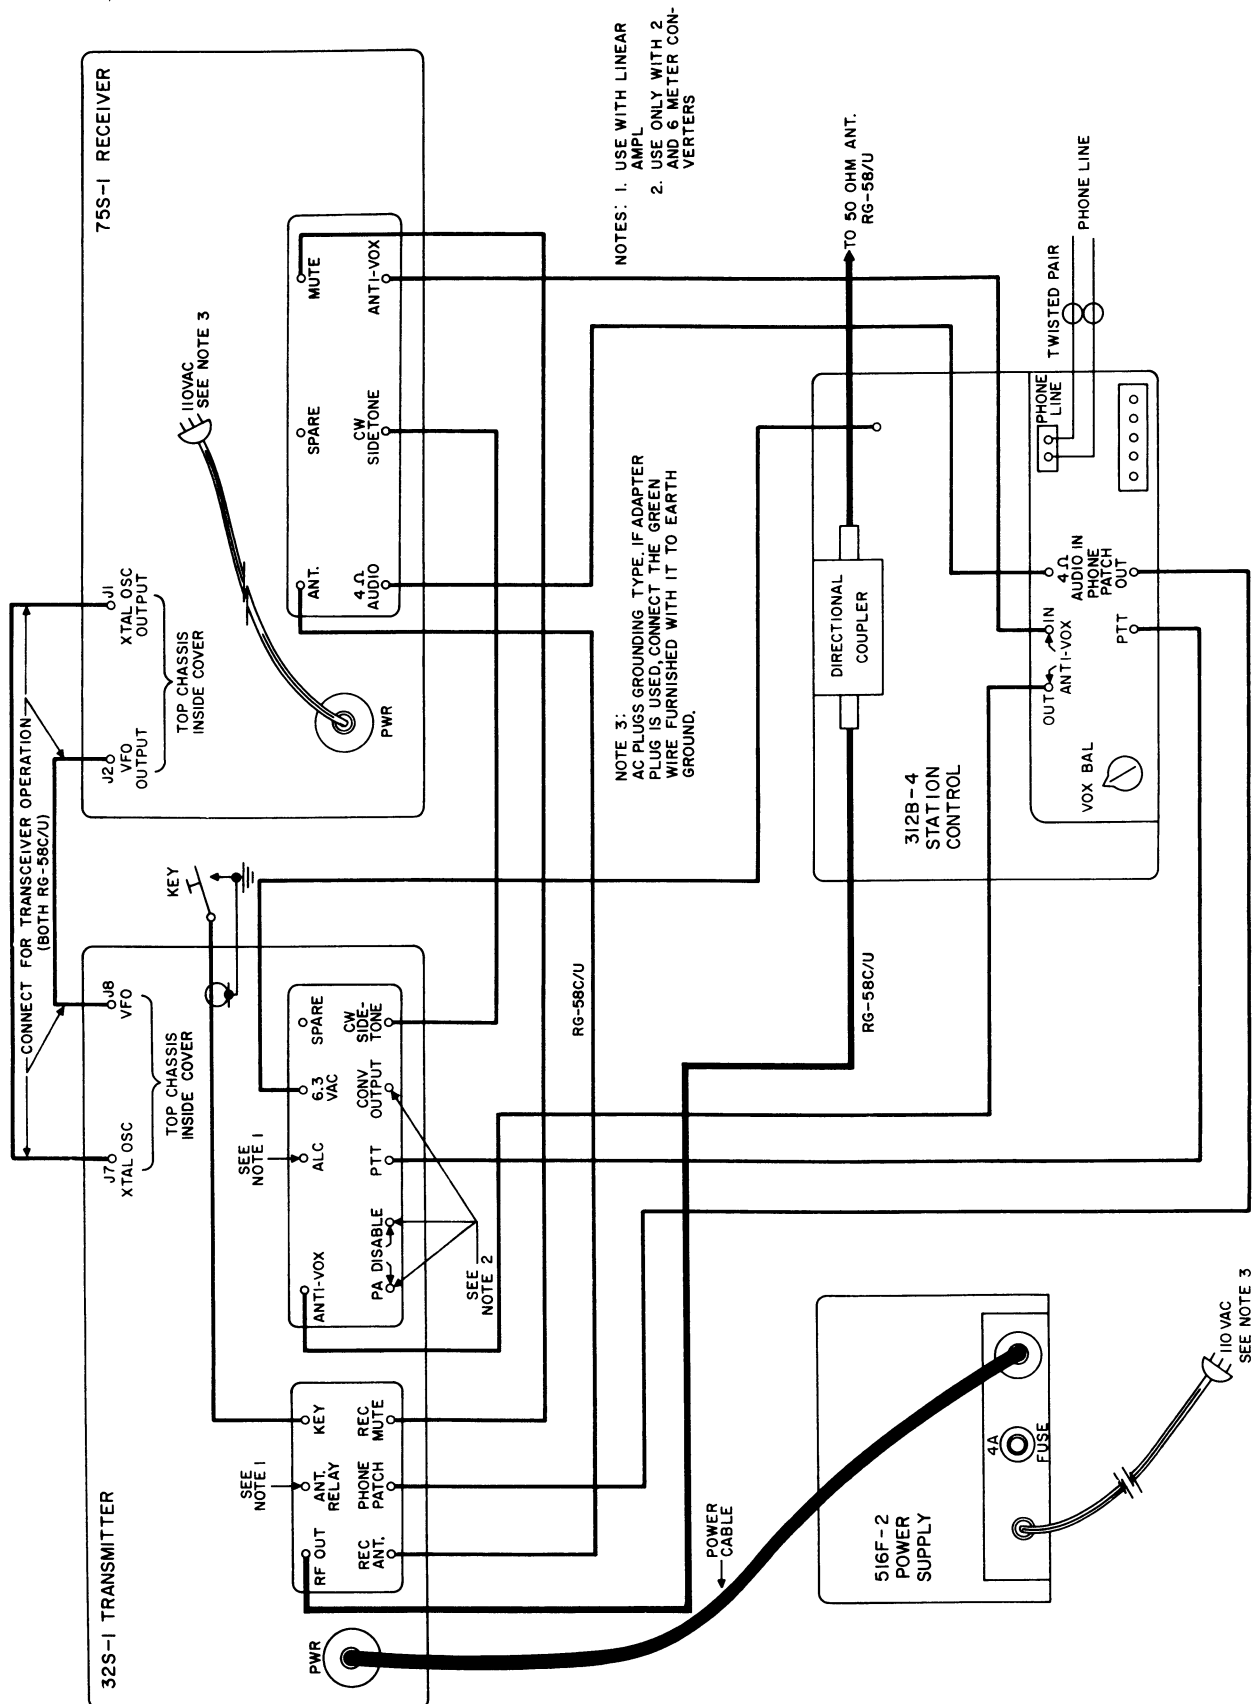 32S-1 TRANSMITTER
PWR
RF OUT
ANT.
RELAY
KEY
REC
ANT.
PHONE
PATCH
REC
MUTE
SEE
NOTE 1
ANTI-VOX
ALC
6.3
VAC
SPARE
PA DISABLE
PTT
CONV
OUTPUT
CW
SIDE-
TONE
SEE
NOTE 1
SEE
NOTE 2
J7
XTAL OSC
J8
VFO
TOP CHASSIS
INSIDE COVER
KEY
CONNECT FOR TRANSCEIVER OPERATION
(BOTH RG-58C/U)
75S-1 RECEIVER
J2
VFO
OUTPUT
J1
XTAL OSC
OUTPUT
TOP CHASSIS
INSIDE COVER
PWR
110VAC
SEE NOTE 3
ANT.
SPARE
MUTE
4Ω
AUDIO
CW
SIDETONE
ANTI-VOX
RG-58C/U
NOTES: 1. USE WITH LINEAR
AMPL
2. USE ONLY WITH 2
AND 6 METER CON-
VERTERS
NOTE 3:
AC PLUGS GROUNDING TYPE. IF ADAPTER
PLUG IS USED, CONNECT THE GREEN
WIRE FURNISHED WITH IT TO EARTH
GROUND.
POWER
CABLE
516F-2
POWER
SUPPLY
4A
FUSE
110 VAC
SEE NOTE 3
RG-58C/U
DIRECTIONAL
COUPLER
TO 50 OHM ANT.
RG-58/U
312B-4
STATION
CONTROL
VOX BAL
OUT
IN
ANTI-VOX
4Ω
AUDIO IN
PHONE
PATCH
OUT
PTT
PHONE
LINE
TWISTED PAIR
PHONE LINE